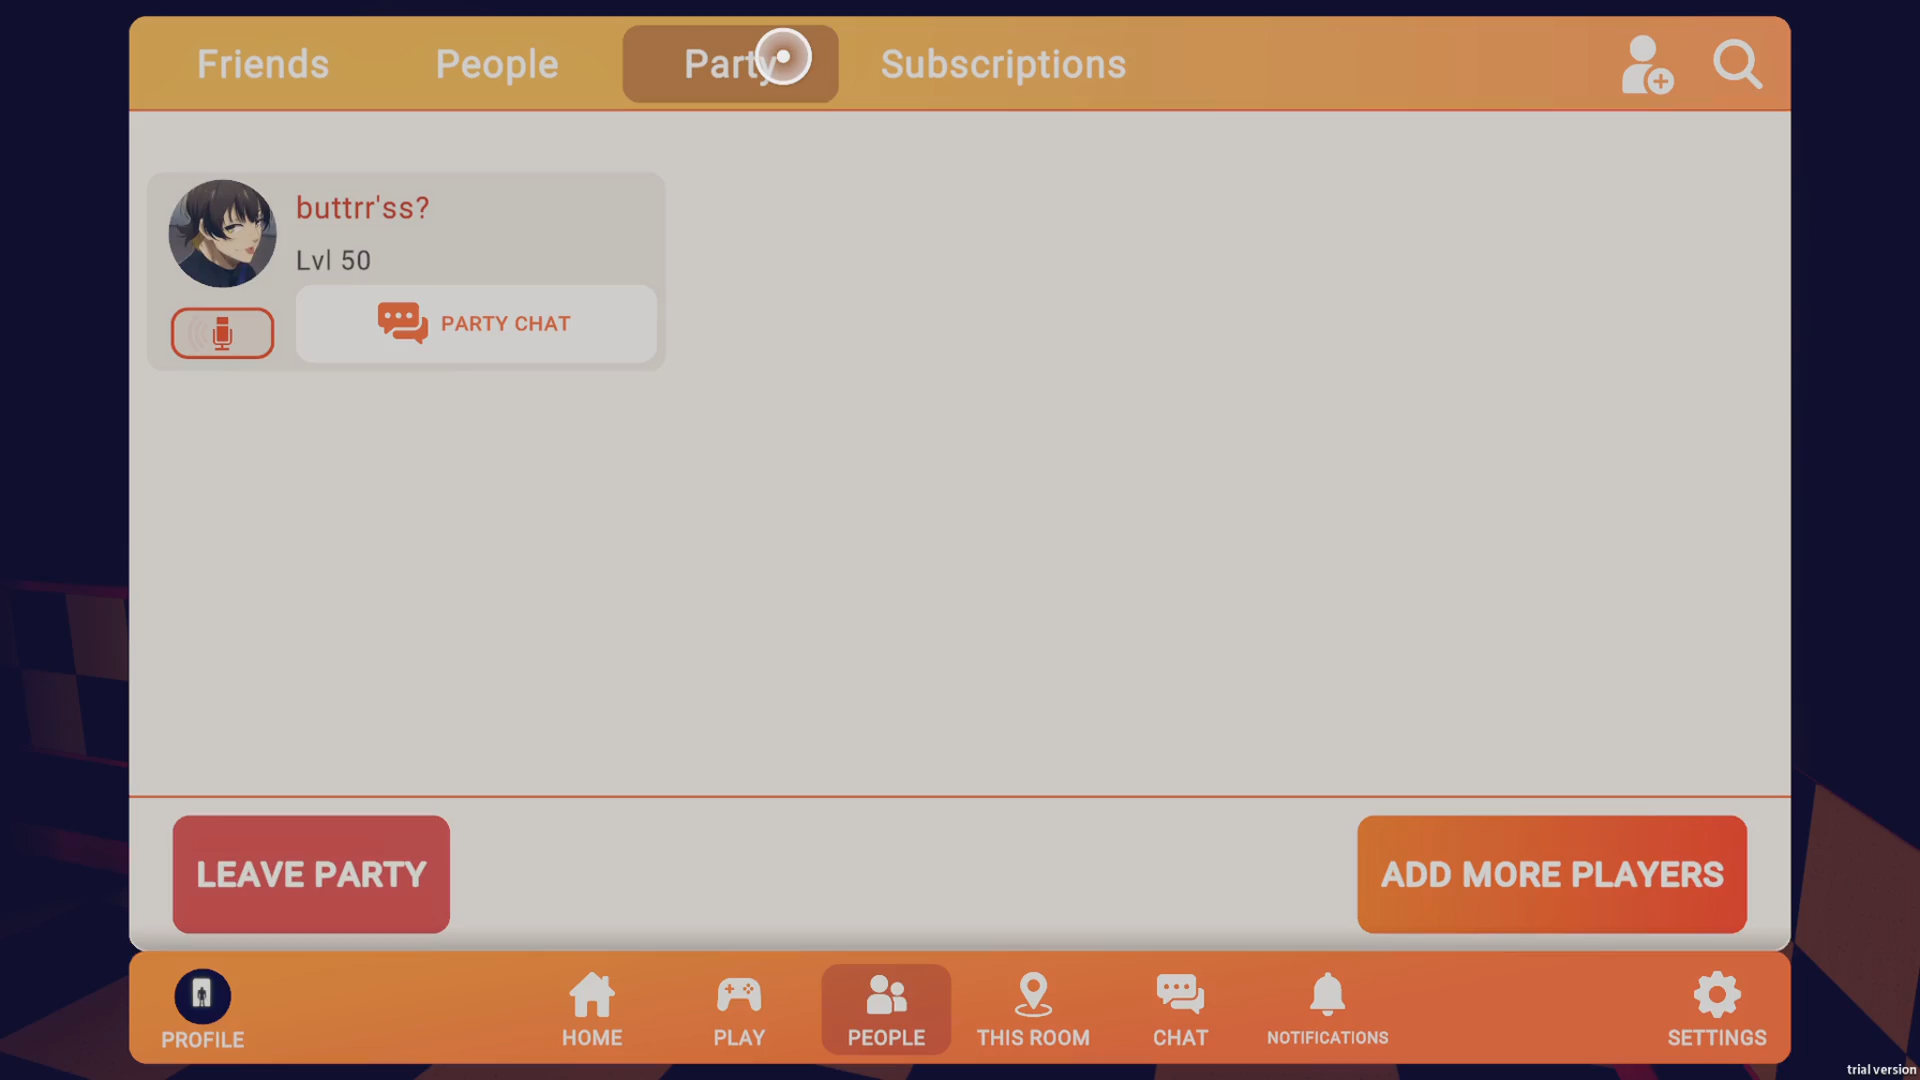 Friends People Party Subscriptions
buttrr'ss?
Lvl 50
PARTY CHAT
LEAVE PARTY ADD MORE PLAYERS
PROFILE HOME PLAY PEOPLE THIS ROOM CHAT NOTIFICATIONS SETTINGS
trial version